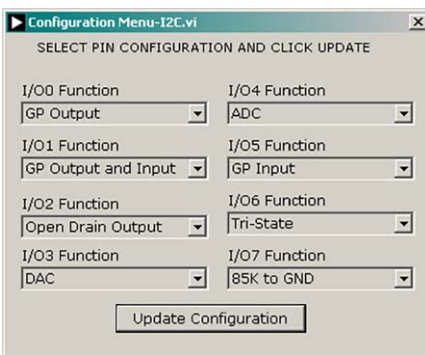 Configuration Menu-I2C.vi
SELECT PIN CONFIGURATION AND CLICK UPDATE
I/O0 Function
GP Output
I/O1 Function
GP Output and Input
I/O2 Function
Open Drain Output
I/O3 Function
DAC
I/O4 Function
ADC
I/O5 Function
GP Input
I/O6 Function
Tri-State
I/O7 Function
85K to GND
Update Configuration